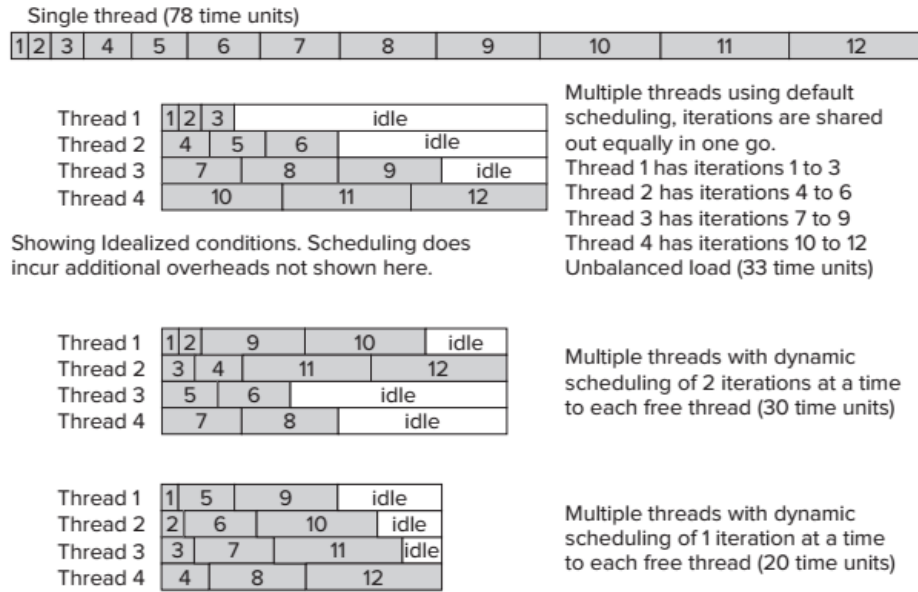 Single thread (78 time units)
1 2 3 4 5 6 7 8 9 10 11 12
Thread 1 1 2 3 idle
Thread 2 4 5 6 idle
Thread 3 7 8 9 idle
Thread 4 10 11 12
Multiple threads using default
scheduling, iterations are shared
out equally in one go.
Thread 1 has iterations 1 to 3
Thread 2 has iterations 4 to 6
Thread 3 has iterations 7 to 9
Thread 4 has iterations 10 to 12
Unbalanced load (33 time units)
Showing Idealized conditions. Scheduling does
incur additional overheads not shown here.
Thread 1 1 2 9 10 idle
Thread 2 3 4 11 12
Thread 3 5 6 idle
Thread 4 7 8 idle
Multiple threads with dynamic
scheduling of 2 iterations at a time
to each free thread (30 time units)
Thread 1 1 5 9 idle
Thread 2 2 6 10 idle
Thread 3 3 7 11 idle
Thread 4 4 8 12
Multiple threads with dynamic
scheduling of 1 iteration at a time
to each free thread (20 time units)